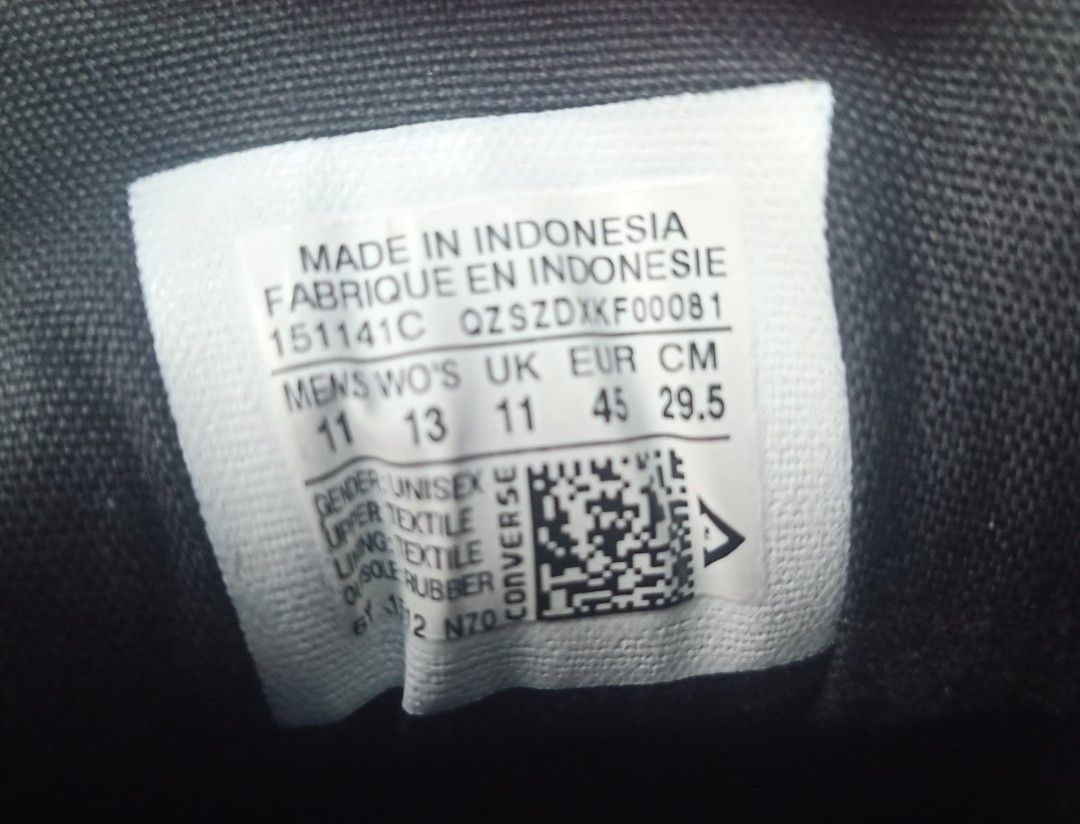 MADE IN INDONESIA
FABRIQUE EN INDONESIE
151141C QZSZDXKF00081
MENS WO'S UK EUR CM
11 13 11 45 29.5
GENDER: UNISEX
UPPER TEXTILE
LINING: TEXTILE
OUTSOLE RUBBER
N70
CONVERSE